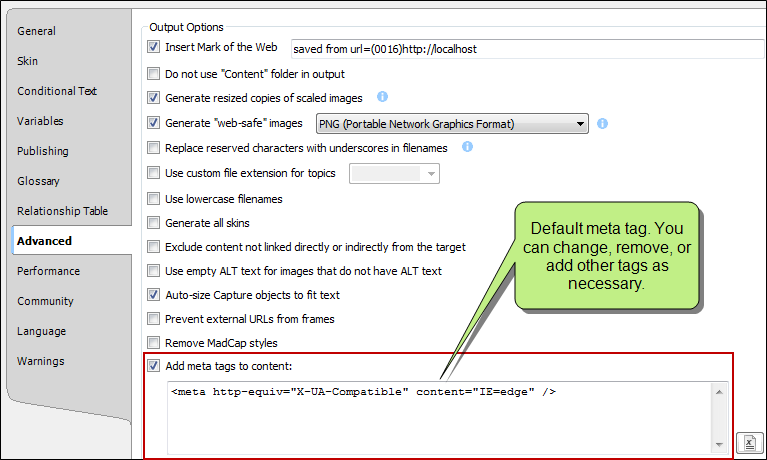 General
Skin
Conditional Text
Variables
Publishing
Glossary
Relationship Table
Advanced
Performance
Community
Language
Warnings
Output Options
Insert Mark of the Web saved from url=(0016)http://localhost
Do not use "Content" folder in output
Generate resized copies of scaled images
Generate "web-safe" images PNG (Portable Network Graphics Format)
Replace reserved characters with underscores in filenames
Use custom file extension for topics
Use lowercase filenames
Generate all skins
Exclude content not linked directly or indirectly from the target
Use empty ALT text for images that do not have ALT text
Auto-size Capture objects to fit text
Prevent external URLs from frames
Remove MadCap styles
Add meta tags to content:
<meta http-equiv="X-UA-Compatible" content="IE=edge" />
Default meta tag. You
can change, remove, or
add other tags as
necessary.